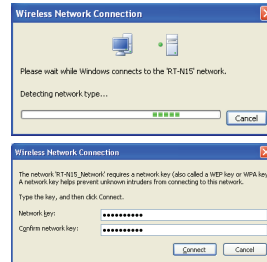 Wireless Network Connection
Please wait while Windows connects to the 'RT-N15' network.
Detecting network type...
Cancel
Wireless Network Connection
The network 'RT-N15_Network' requires a network key (also called a WEP key or WPA key
A network key helps prevent unknown intruders from connecting to this network.
Type the key, and then click Connect.
Network key:
Confirm network key:
Connect
Cancel